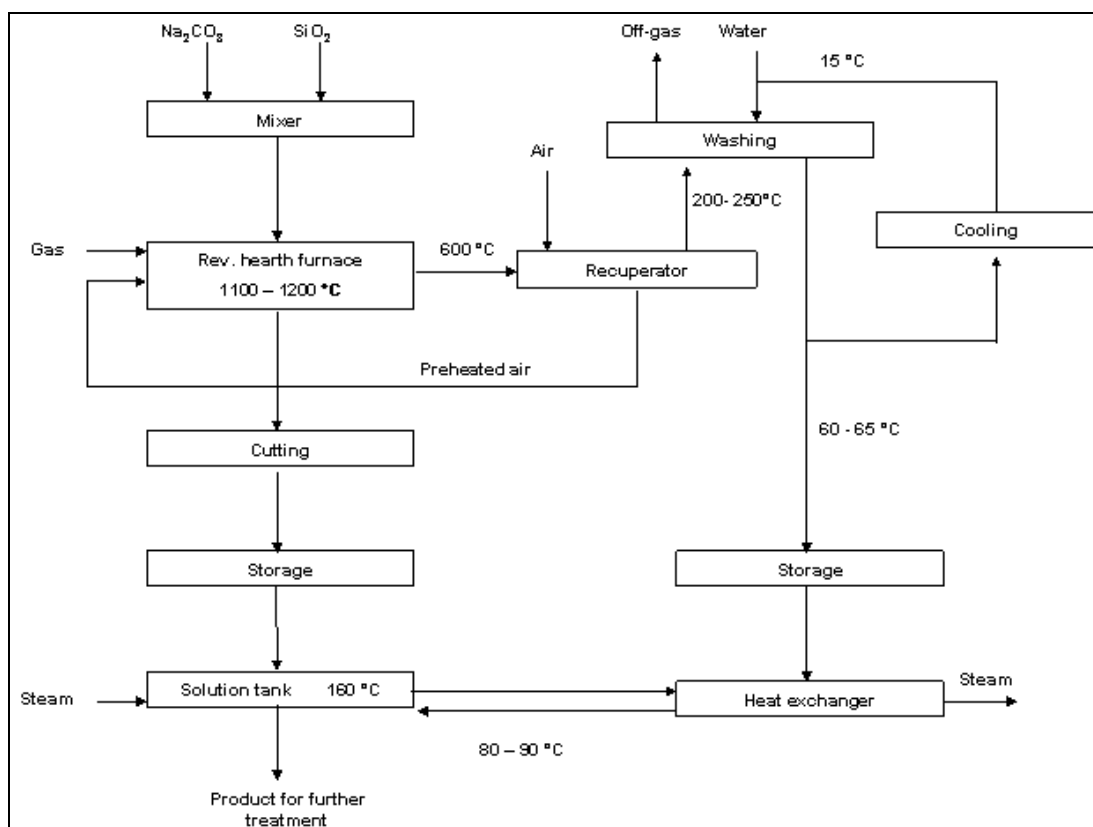 Na₂CO₃ SiO₂ Off-gas Water
15 °C
Mixer
Washing
Air
200- 250°C
Gas
Rev. hearth furnace
1100 – 1200 °C
600 °C
Recuperator
Cooling
Preheated air
60 - 65 °C
Cutting
Storage
Storage
Steam
Solution tank 160 °C
Heat exchanger
Steam
80 – 90 °C
Product for further
treatment